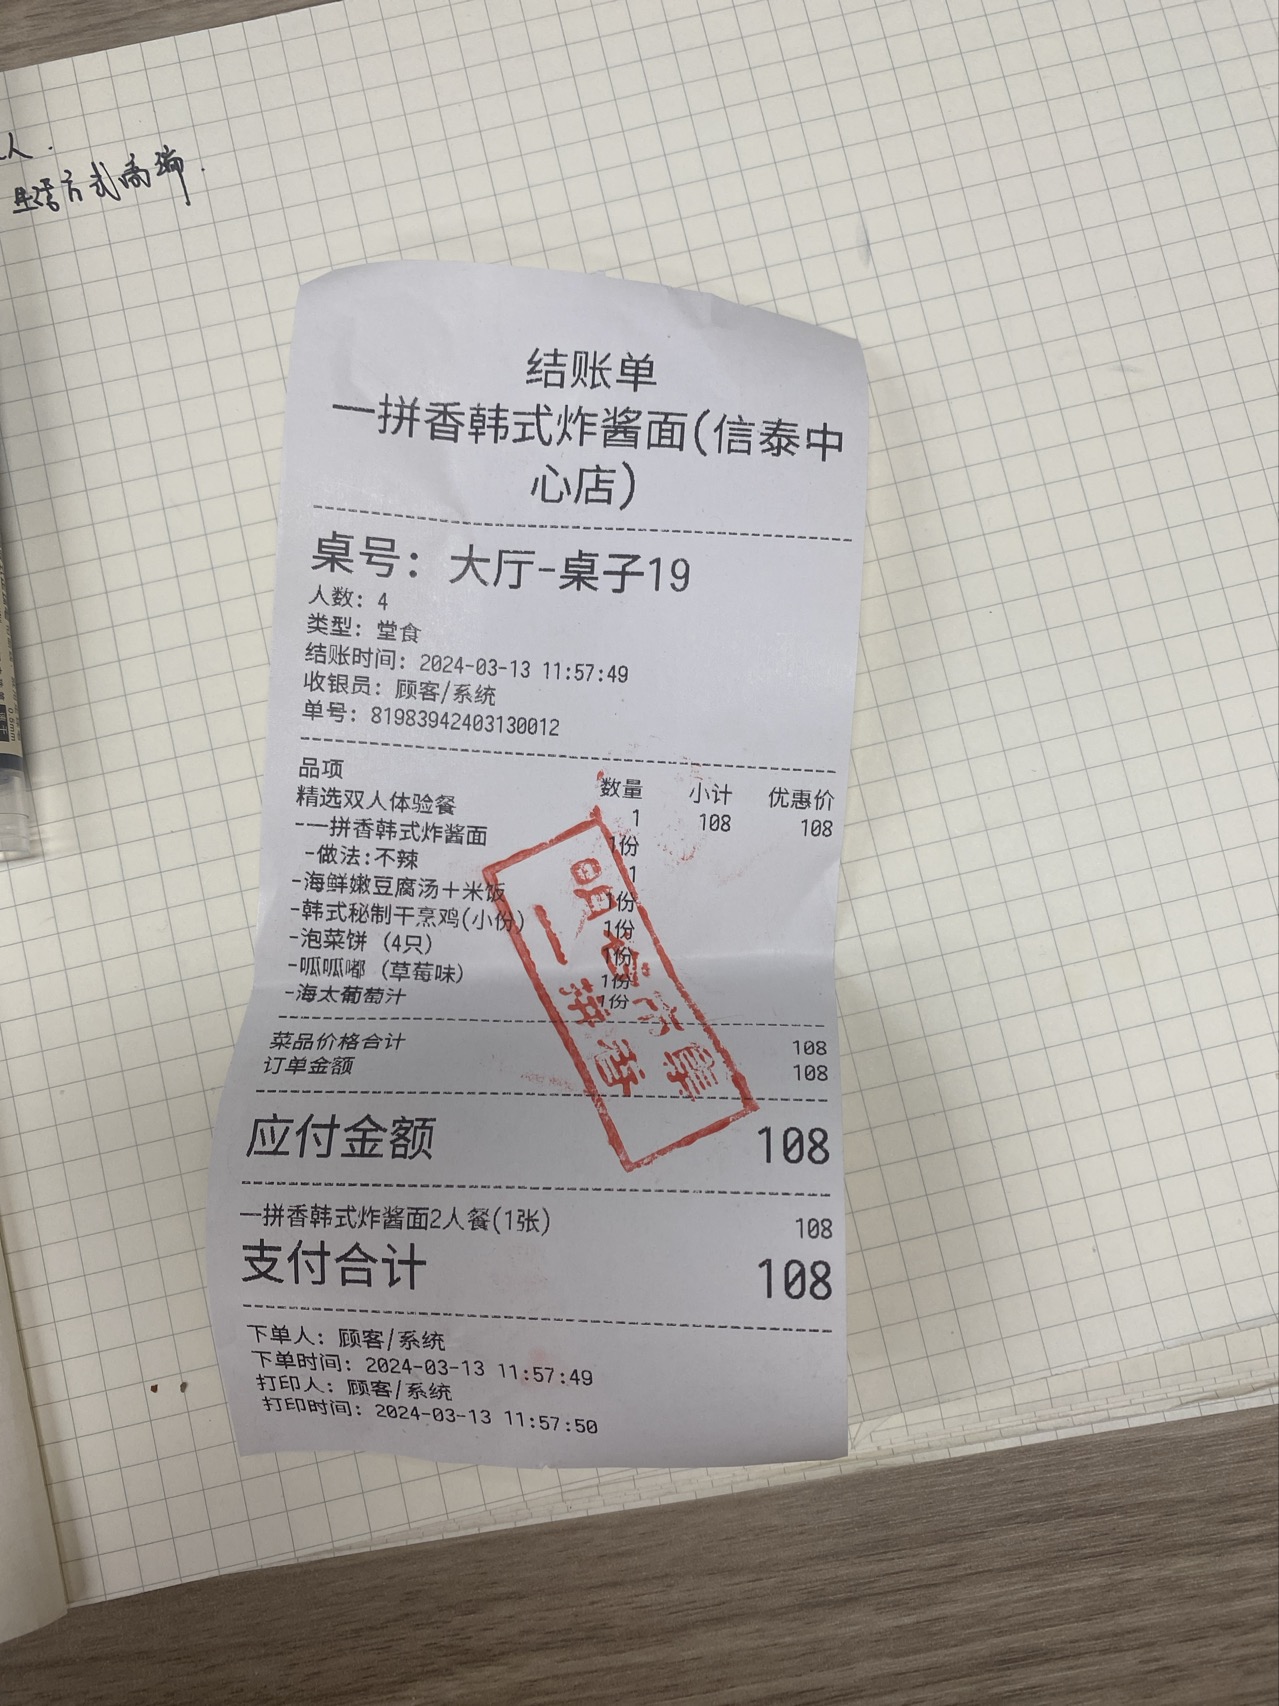 人.
方式
结账单
一拼香韩式炸酱面(信泰中
心店)
桌号: 大厅-桌子19
人数: 4
类型: 堂食
结账时间: 2024-03-13 11:57:49
收银员: 顾客/系统
单号: 81983942403130012
品项 数量 小计 优惠价
精选双人体验餐 1 108 108
-一拼香韩式炸酱面 1份
-做法:不辣 1
-海鲜嫩豆腐汤+米饭 1份
-韩式秘制干烹鸡(小份) 1份
-泡菜饼 (4只) 1份
-呱呱嘟 (草莓味) 1份
-海太葡萄汁 1份
一拼香
菜品价格合计 108
订单金额 108
应付金额 108
一拼香韩式炸酱面2人餐(1张) 108
支付合计 108
下单人: 顾客/系统
下单时间: 2024-03-13 11:57:49
打印人: 顾客/系统
打印时间: 2024-03-13 11:57:50